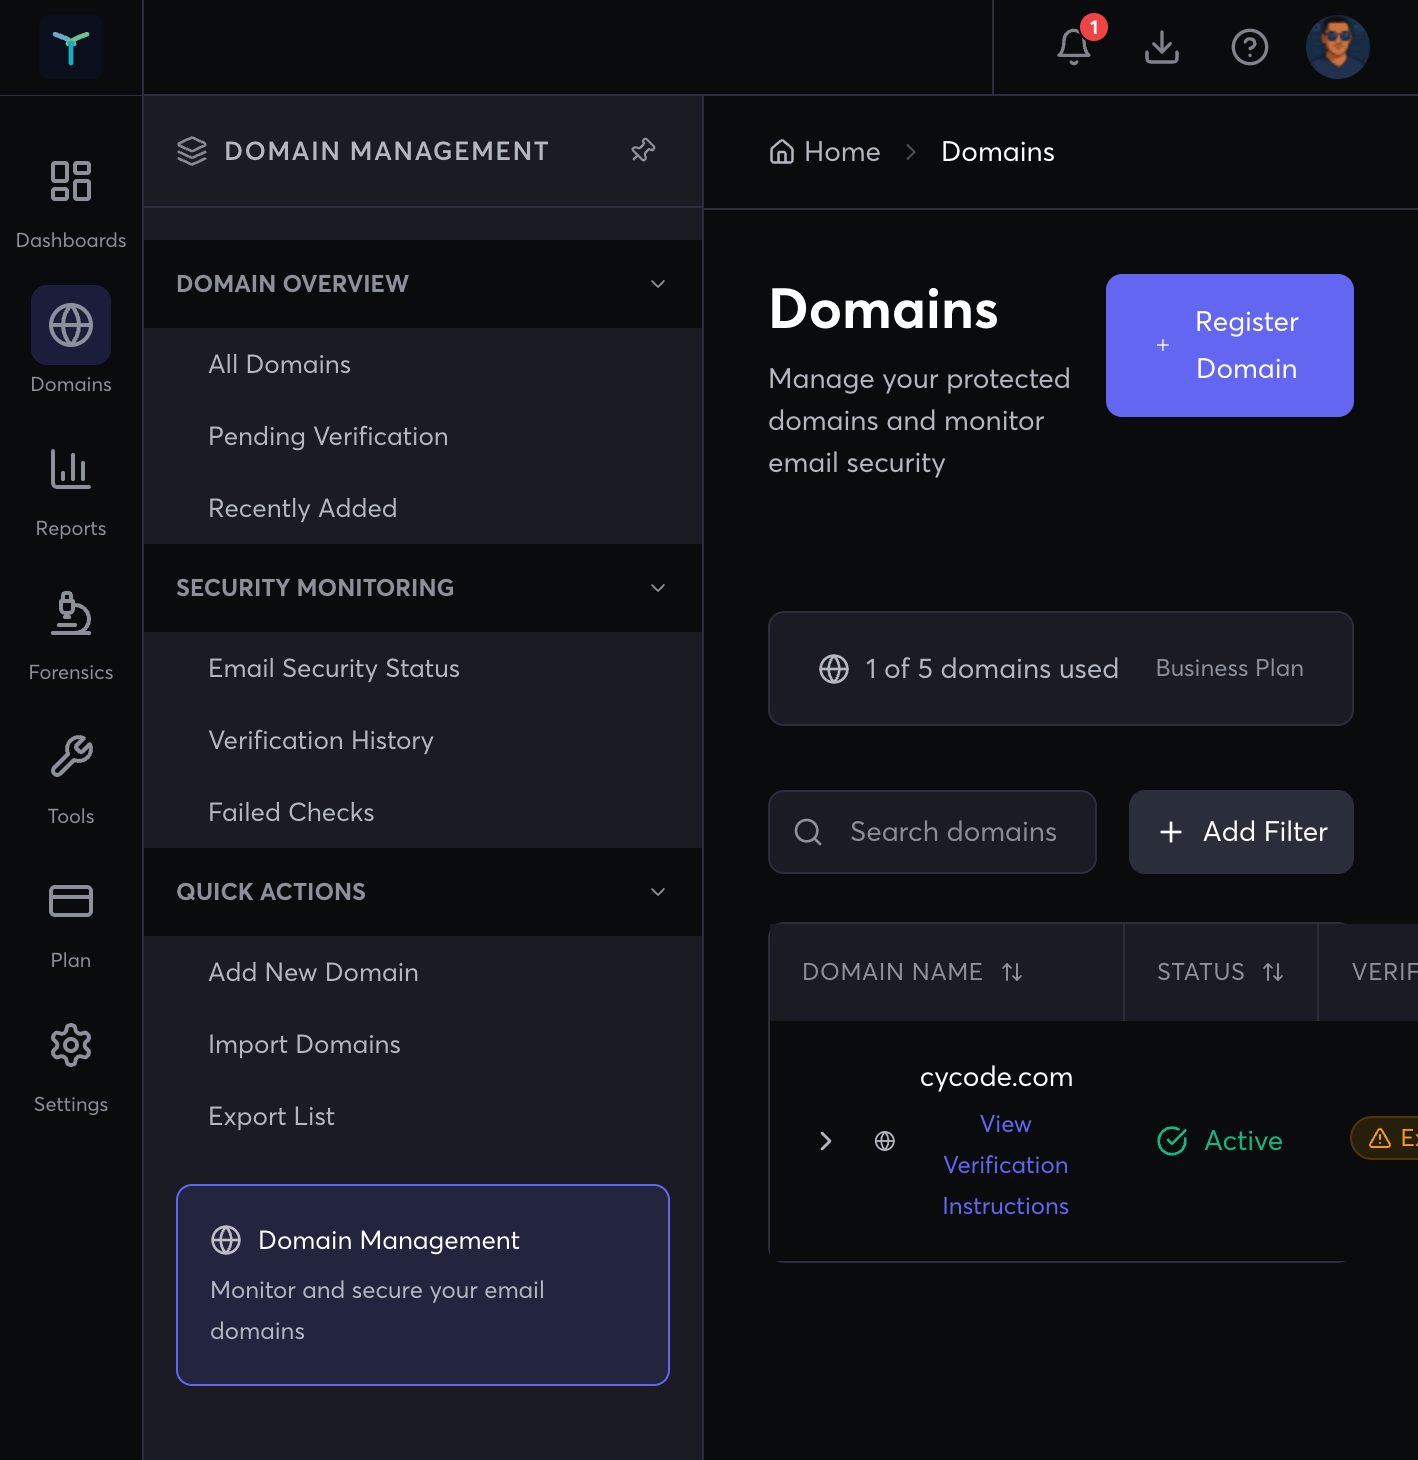 1
Dashboards
Domains
Reports
Forensics
Tools
Plan
Settings
DOMAIN MANAGEMENT
DOMAIN OVERVIEW
All Domains
Pending Verification
Recently Added
SECURITY MONITORING
Email Security Status
Verification History
Failed Checks
QUICK ACTIONS
Add New Domain
Import Domains
Export List
Domain Management
Monitor and secure your email
domains
Home
Domains
Domains
Manage your protected
domains and monitor
email security
Register
Domain
1 of 5 domains used
Business Plan
Search domains
Add Filter
DOMAIN NAME
STATUS
cycode.com
View
Verification
Instructions
Active